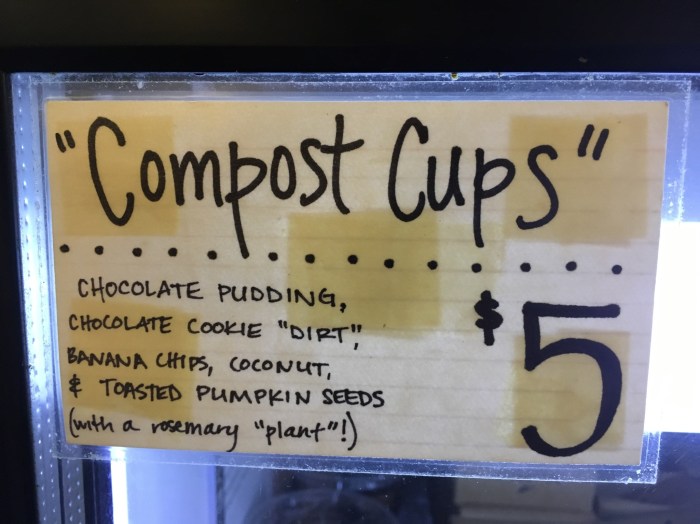 "Compost Cups"
CHOCOLATE PUDDING,
CHOCOLATE COOKIE "DIRT",
BANANA CHIPS, COCONUT,
& TOASTED PUMPKIN SEEDS
(with a rosemary "plant"!)
$5